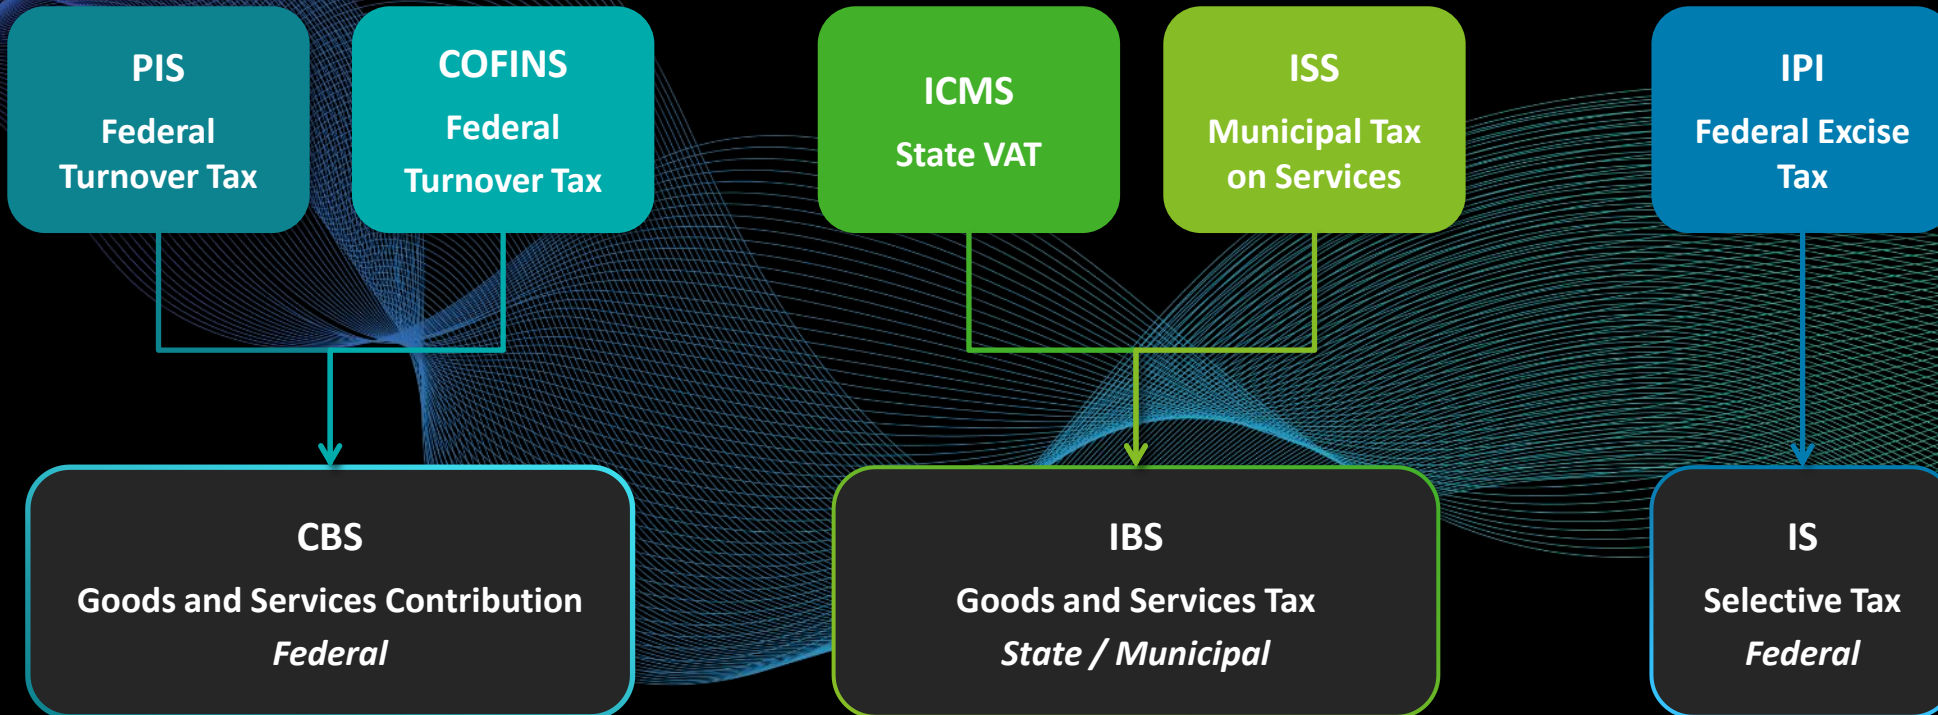 PIS
Federal
Turnover Tax
COFINS
Federal
Turnover Tax
ICMS
State VAT
ISS
Municipal Tax
on Services
IPI
Federal Excise
Tax
CBS
Goods and Services Contribution
Federal
IBS
Goods and Services Tax
State / Municipal
IS
Selective Tax
Federal